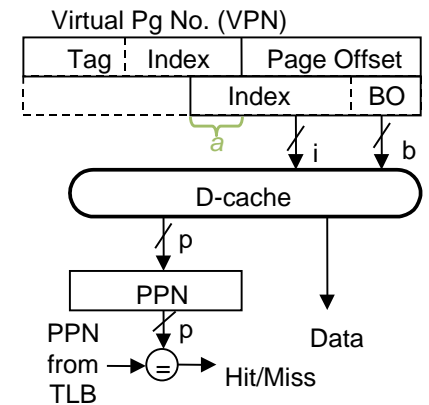 Virtual Pg No. (VPN)
Tag Index Page Offset
Index BO
a
i b
D-cache
p
PPN
p
PPN
from
TLB
=
Hit/Miss
Data